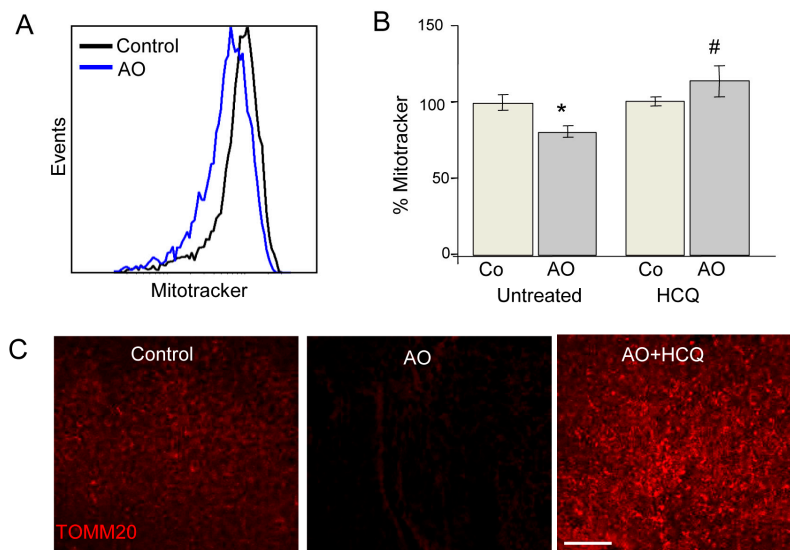 A
Control
AO
Events
Mitotracker
B
% Mitotracker
150
100
50
0
*
#
Co
AO
Co
AO
Untreated
HCQ
C
Control
AO
AO+HCQ
TOMM20